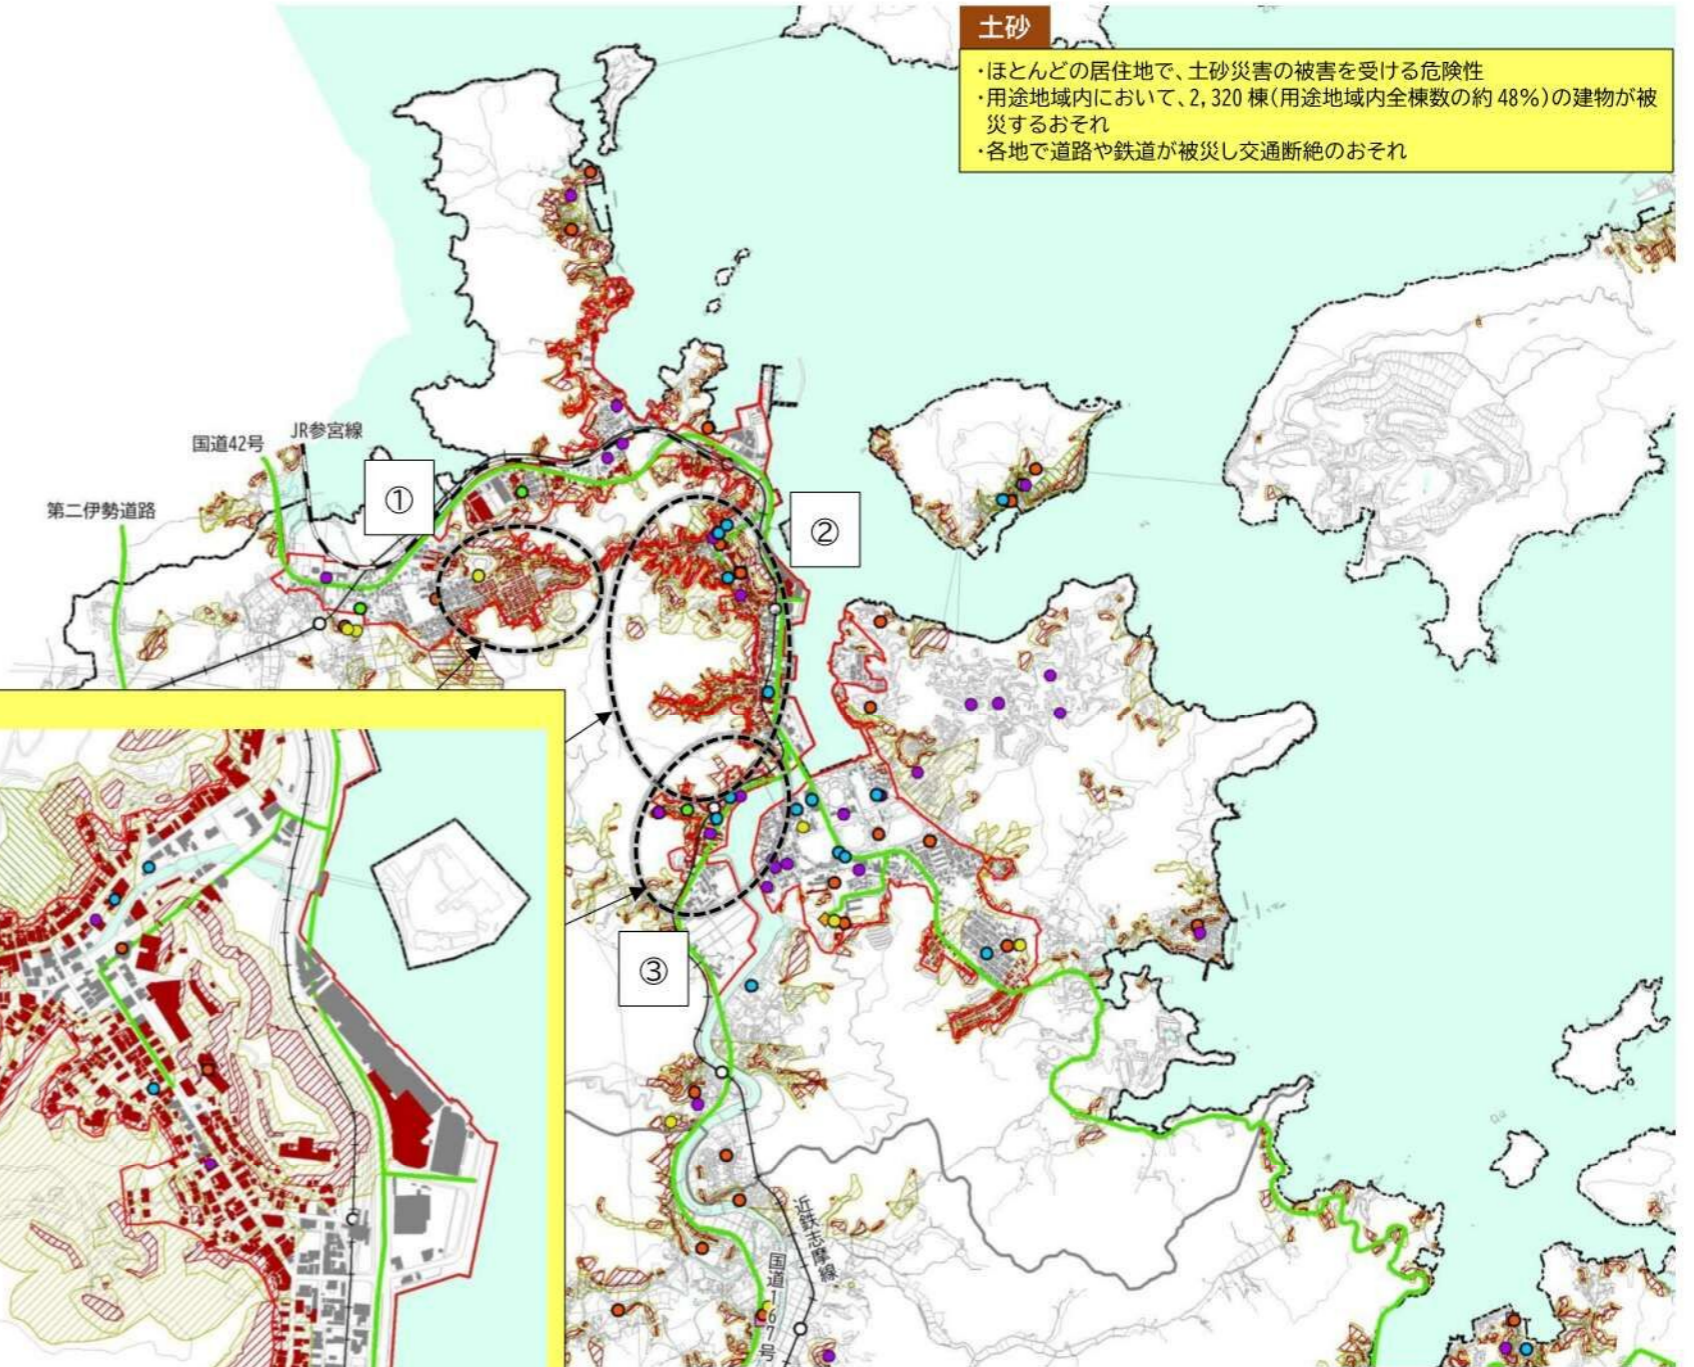 土砂
・ほとんどの居住地で、土砂災害の被害を受ける危険性
・用途地域内において、2,320棟(用途地域内全棟数の約48%)の建物が被
災するおそれ
・各地で道路や鉄道が被災し交通断絶のおそれ
国道42号
JR参宮線
第二伊勢道路
①
②
③
近鉄志摩線
国道167号